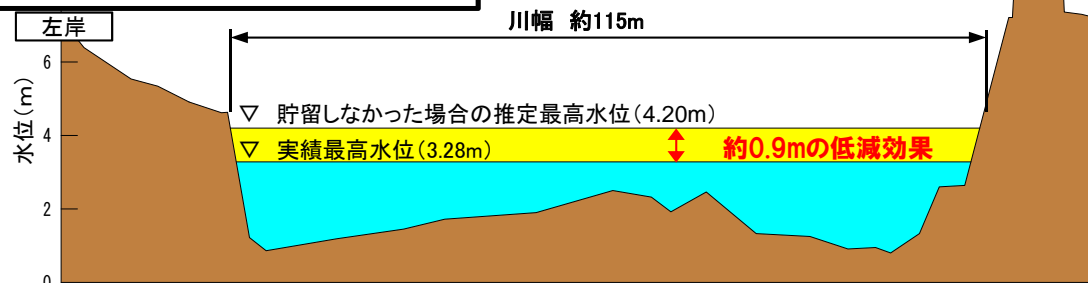 左岸
川幅 約115m
6
▽ 貯留しなかった場合の推定最高水位(4.20m)
水位(m)
4
▽ 実績最高水位(3.28m)
約0.9mの低減効果
2
0